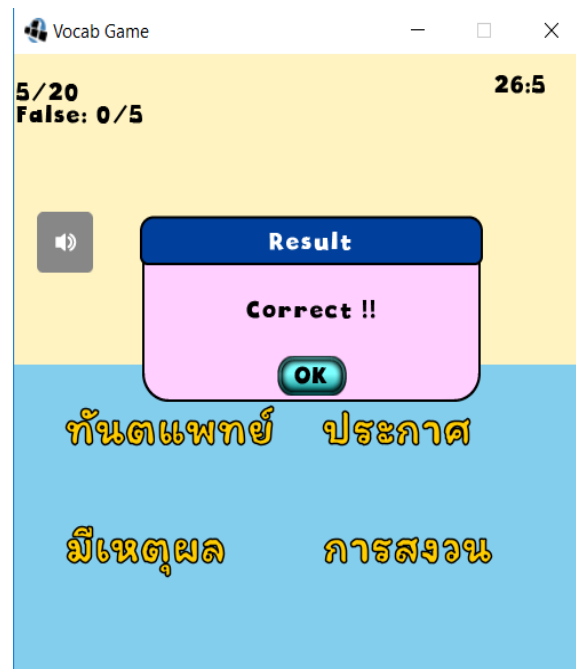 Vocab Game
5/20
26:5
False: 0/5
Result
Correct !!
OK
ทันตแพทย์ ประกาศ
มีเหตุผล การสงวน